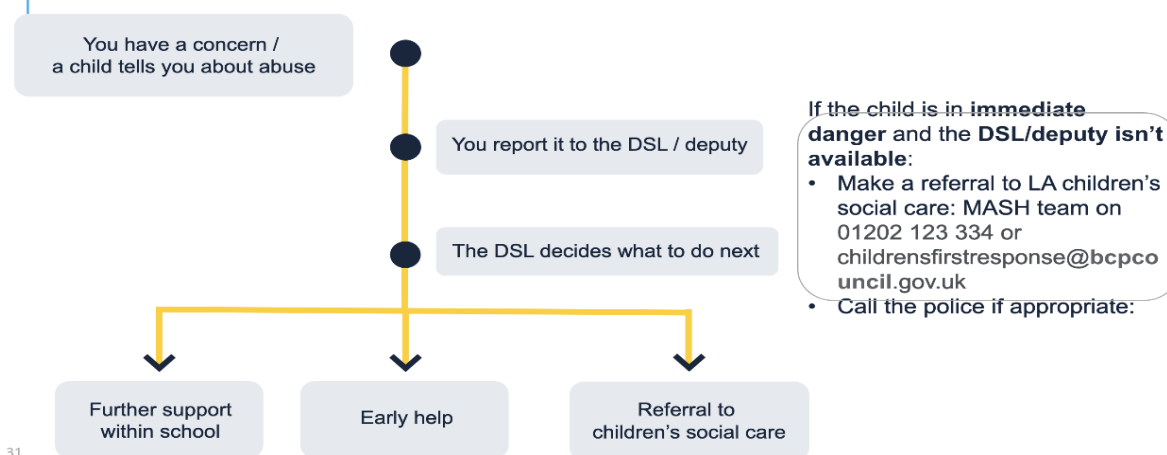 You have a concern /
a child tells you about abuse
You report it to the DSL / deputy
The DSL decides what to do next
Further support
within school
Early help
Referral to
children’s social care
If the child is in immediate
danger and the DSL/deputy isn’t
available:
• Make a referral to LA children’s
social care: MASH team on
01202 123 334 or
childrensfirstresponse@bcpco
uncil.gov.uk
• Call the police if appropriate:
31